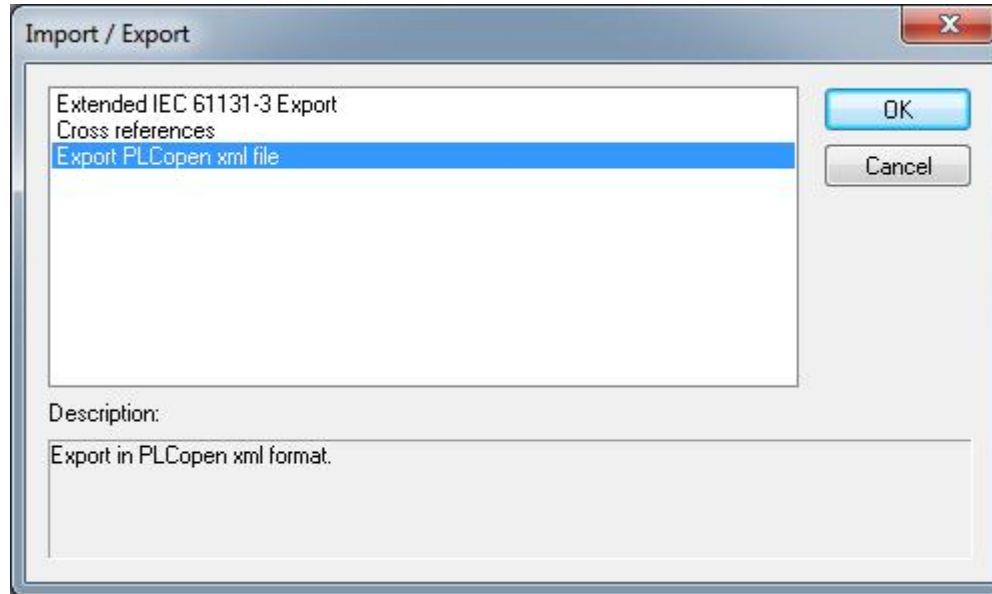 Import / Export
Extended IEC 61131-3 Export
Cross references
Export PLCopen xml file
OK
Cancel
Description:
Export in PLCopen xml format.